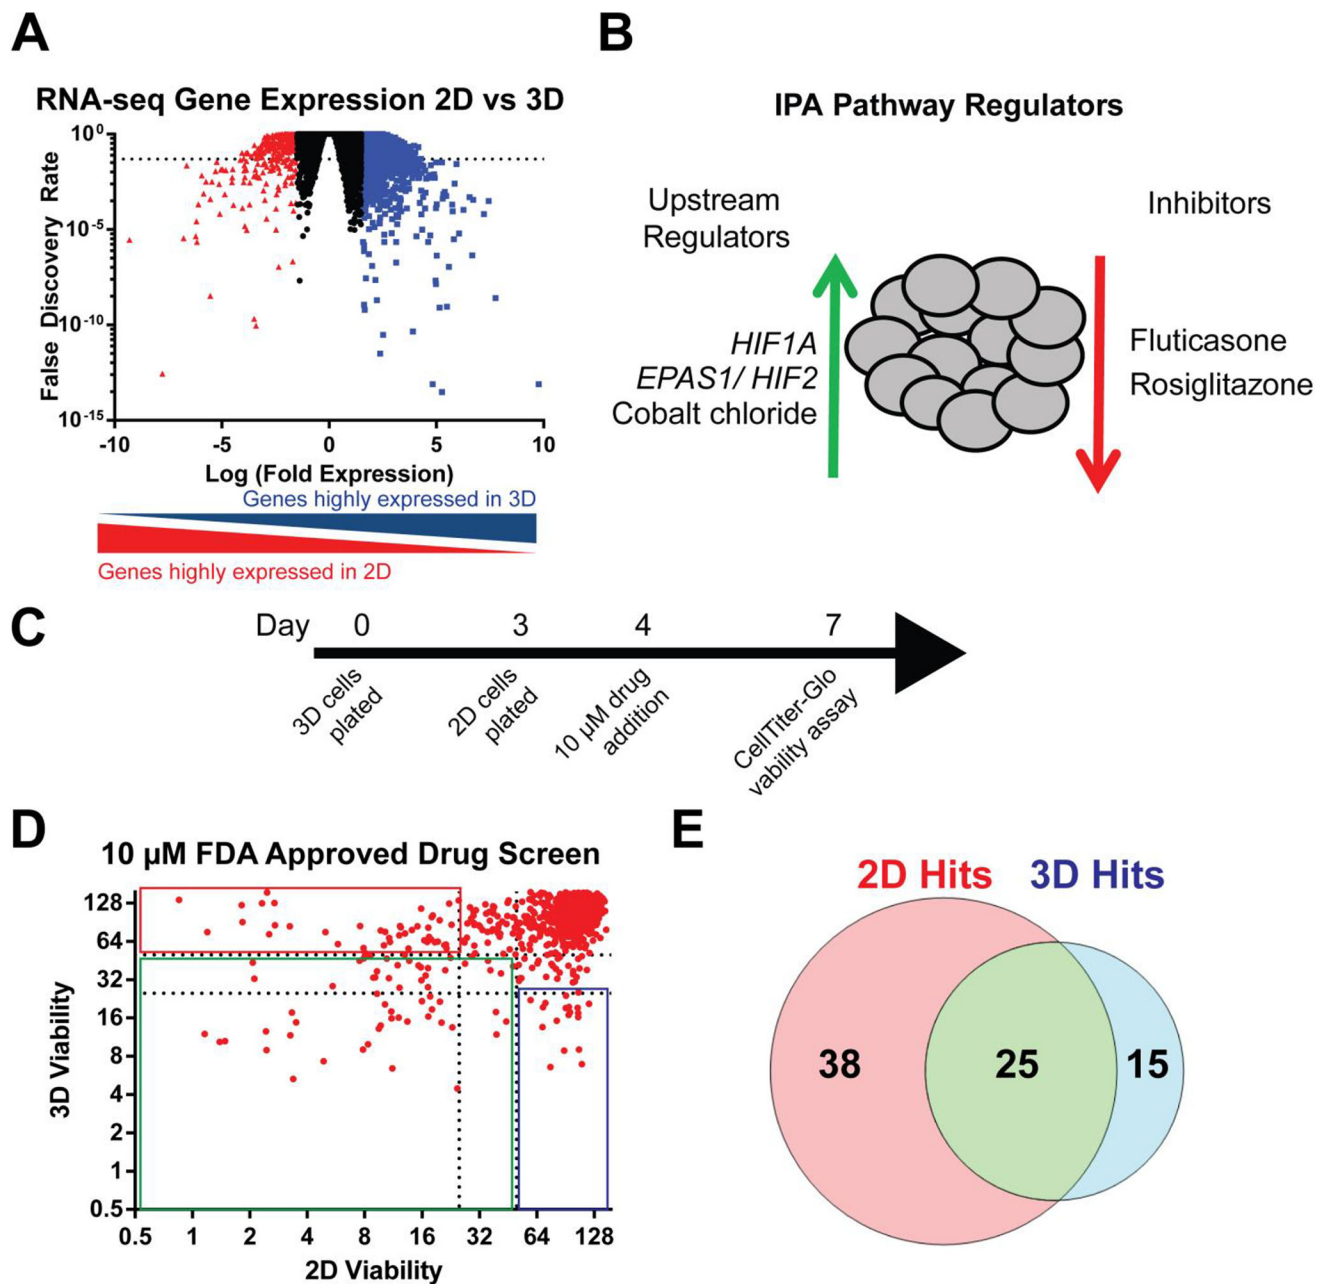 A
RNA-seq Gene Expression 2D vs 3D
False Discovery Rate
10⁰
10⁻⁵
10⁻¹⁰
10⁻¹⁵
-10 -5 0 5 10
Log (Fold Expression)
Genes highly expressed in 3D
Genes highly expressed in 2D
B
IPA Pathway Regulators
Upstream
Regulators
HIF1A
EPAS1/ HIF2
Cobalt chloride
Inhibitors
Fluticasone
Rosiglitazone
C
Day 0 3 4 7
3D cells
plated
2D cells
plated
10 µM drug
addition
CellTiter-Glo
vability assay
D
10 µM FDA Approved Drug Screen
3D Viability
128
64
32
16
8
4
2
1
0.5
0.5 1 2 4 8 16 32 64 128
2D Viability
E
2D Hits 3D Hits
38 25 15